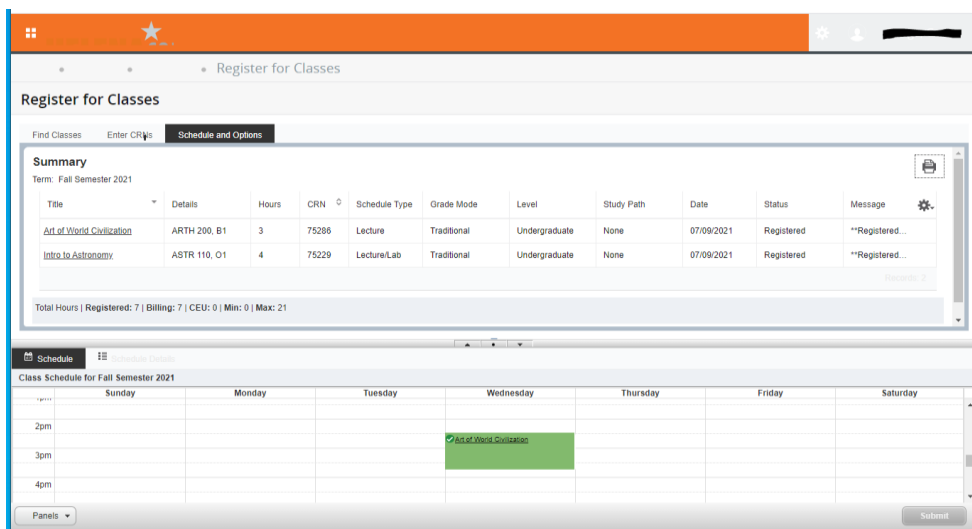 Register for Classes
Register for Classes
Find Classes Enter CRNs Schedule and Options
Summary
Term: Fall Semester 2021
Title Details Hours CRN Schedule Type Grade Mode Level Study Path Date Status Message
Art of World Civilization ARTH 200, B1 3 75286 Lecture Traditional Undergraduate None 07/09/2021 Registered **Registered...
Intro to Astronomy ASTR 110, O1 4 75229 Lecture/Lab Traditional Undergraduate None 07/09/2021 Registered **Registered...
Records: 2
Total Hours | Registered: 7 | Billing: 7 | CEU: 0 | Min: 0 | Max: 21
Schedule Schedule Details
Class Schedule for Fall Semester 2021
Sunday Monday Tuesday Wednesday Thursday Friday Saturday
2pm
Art of World Civilization
3pm
4pm
Panels Submit